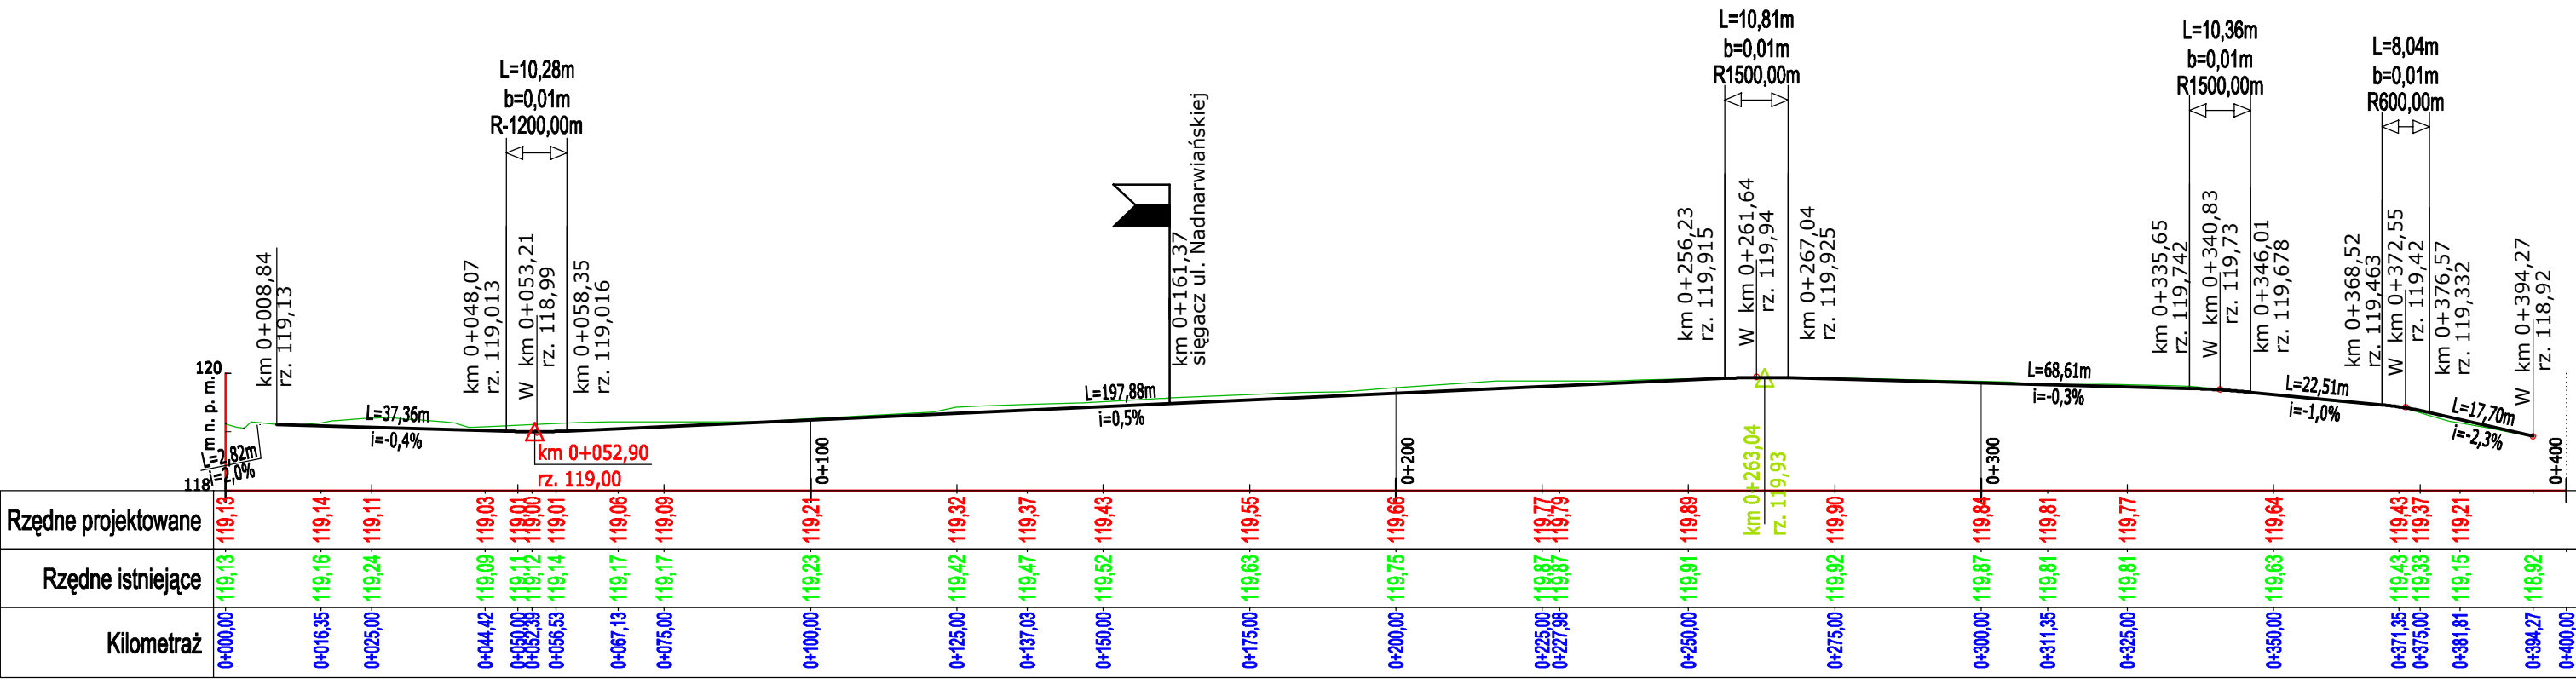 L=10,28m
b=0,01m
R-1200,00m
L=10,81m
b=0,01m
R1500,00m
L=10,36m
b=0,01m
R1500,00m
L=8,04m
b=0,01m
R600,00m
km 0+008,84
rz. 119,13
km 0+048,07
rz. 119,013
W km 0+053,21
rz. 118,99
km 0+058,35
rz. 119,016
km 0+161,37
sięgacz ul. Nadnarwiańskiej
km 0+256,23
rz. 119,915
W km 0+261,64
rz. 119,94
km 0+267,04
rz. 119,925
km 0+335,65
rz. 119,742
W km 0+340,83
rz. 119,73
km 0+346,01
rz. 119,678
km 0+368,52
rz. 119,463
W km 0+372,55
rz. 119,42
km 0+376,57
rz. 119,332
W km 0+394,27
rz. 118,92
120
m n. p. m.
118
L=2,82m
i=2,0%
L=37,36m
i=-0,4%
km 0+052,90
rz. 119,00
0+100
L=197,88m
i=0,5%
0+200
km 0+263,04
rz. 119,93
0+300
L=68,61m
i=-0,3%
L=22,51m
i=-1,0%
L=17,70m
i=-2,3%
0+400
Rzędne projektowane 119,13 119,14 119,11 119,03 119,01 119,00 119,01 119,06 119,09 119,21 119,32 119,37 119,43 119,55 119,66 119,77 119,79 119,89 119,90 119,84 119,81 119,77 119,64 119,43 119,37 119,21
Rzędne istniejące 119,13 119,16 119,24 119,09 119,11 119,12 119,14 119,17 119,17 119,23 119,42 119,47 119,52 119,63 119,75 119,87 119,87 119,91 119,92 119,87 119,81 119,81 119,63 119,43 119,33 119,15 118,92
Kilometraż 0+000,00 0+016,35 0+025,00 0+044,42 0+050,00 0+052,39 0+056,53 0+067,13 0+075,00 0+100,00 0+125,00 0+137,03 0+150,00 0+175,00 0+200,00 0+225,00 0+227,98 0+250,00 0+275,00 0+300,00 0+311,35 0+325,00 0+350,00 0+371,35 0+375,00 0+381,81 0+394,27 0+400,00